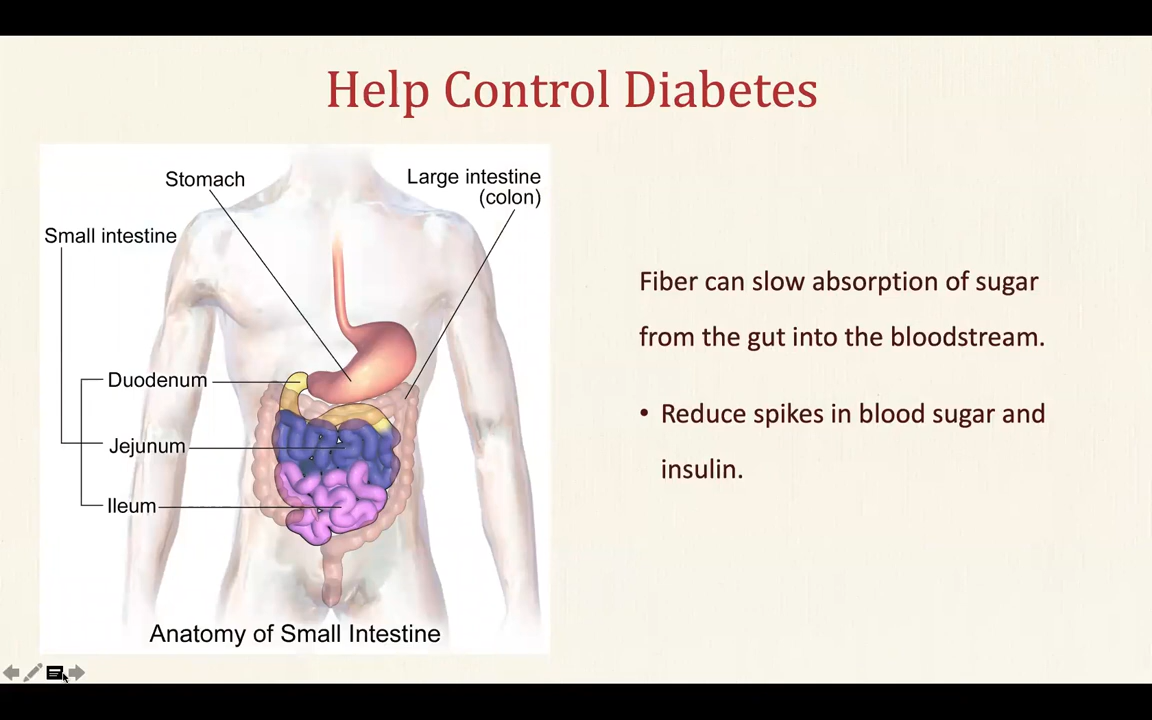 Help Control Diabetes
Stomach
Large intestine
(colon)
Small intestine
Duodenum
Jejunum
Ileum
Anatomy of Small Intestine
Fiber can slow absorption of sugar
from the gut into the bloodstream.
• Reduce spikes in blood sugar and
insulin.